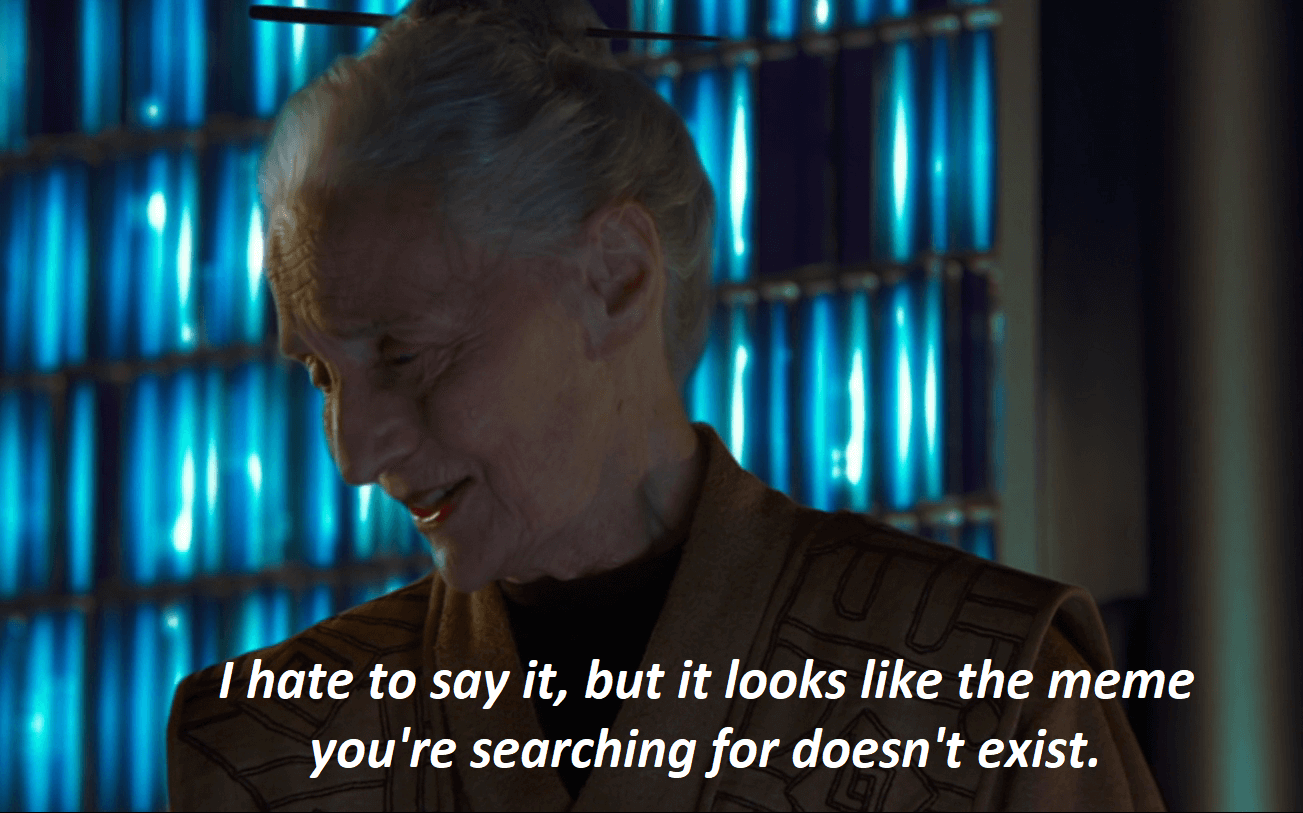 I hate to say it, but it looks like the meme
you're searching for doesn't exist.